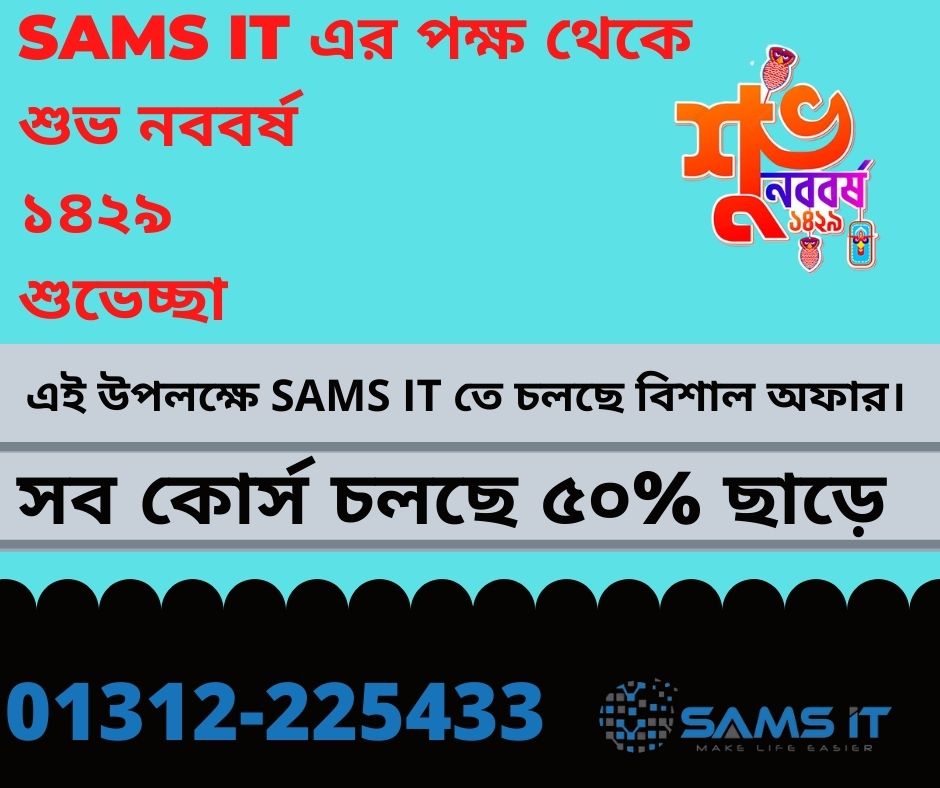 SAMS IT এর পক্ষ থেকে
শুভ নববর্ষ
১৪২৯
শুভেচ্ছা
শুভ
নববর্ষ
১৪২৯
এই উপলক্ষে SAMS IT তে চলছে বিশাল অফার।
সব কোর্স চলছে ৫০% ছাড়ে
01312-225433
SAMS IT
MAKE LIFE EASIER